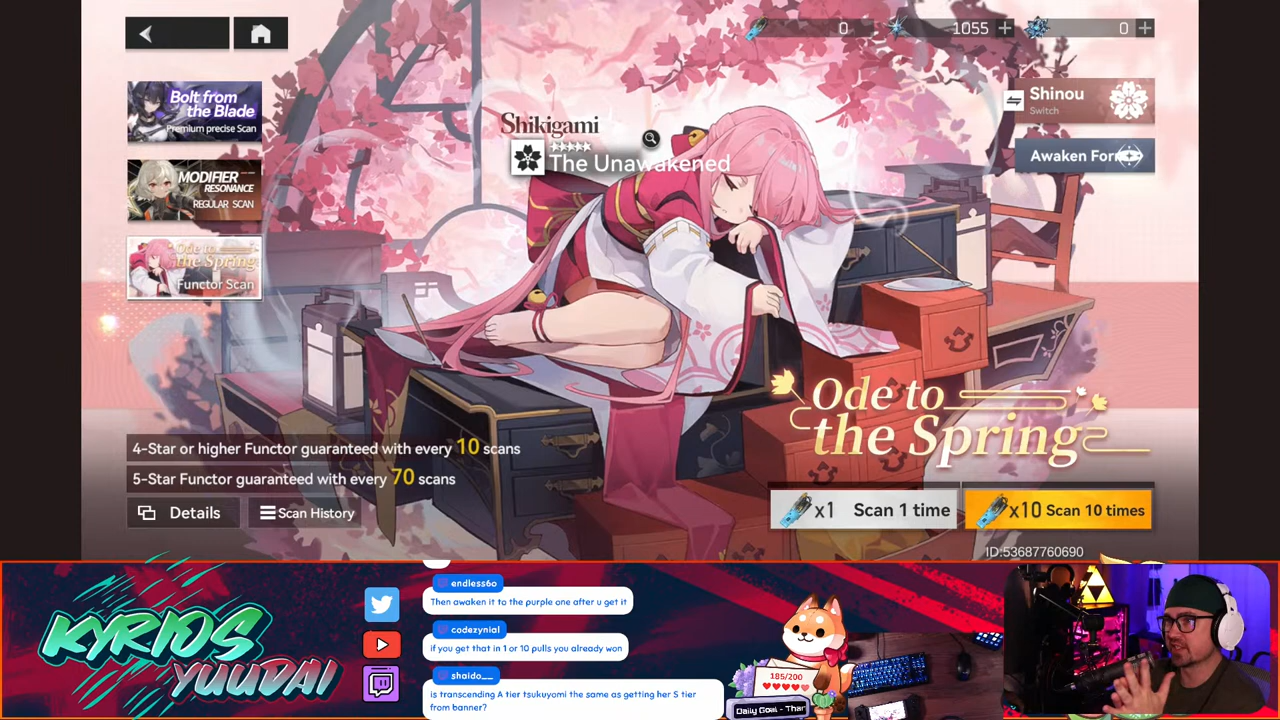 0
1055
0
Bolt from
the Blade
Premium precise Scan
Shinou
Switch
Shikigami
The Unawakened
Awaken Form
MODIFIER
RESONANCE
REGULAR SCAN
Ode to
the Spring
Functor Scan
Ode to
the Spring
4-Star or higher Functor guaranteed with every 10 scans
5-Star Functor guaranteed with every 70 scans
Details
Scan History
x1 Scan 1 time
x10 Scan 10 times
ID:53687760690
KYRIOS
YUUDAI
endless6o
Then awaken it to the purple one after u get it
codezynial
if you get that in 1 or 10 pulls you already won
shaido__
is transcending A tier tsukuyomi the same as getting her S tier
from banner?
185/200
Daily Goal - Than